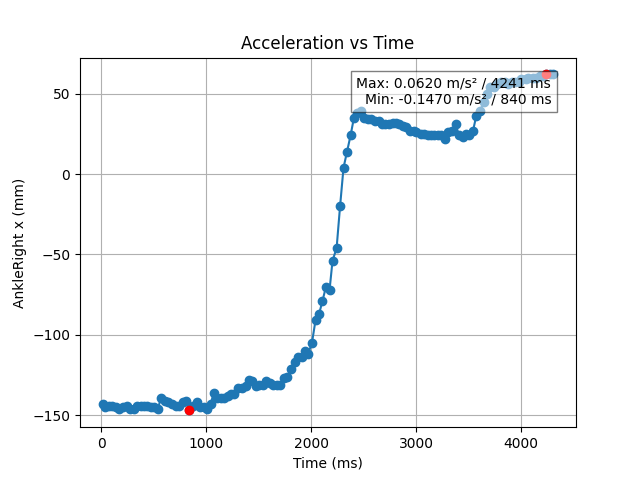 Acceleration vs Time
Max: 0.0620 m/s² / 4241 ms
Min: -0.1470 m/s² / 840 ms
AnkleRight x (mm)
50
0
−50
−100
−150
0 1000 2000 3000 4000
Time (ms)